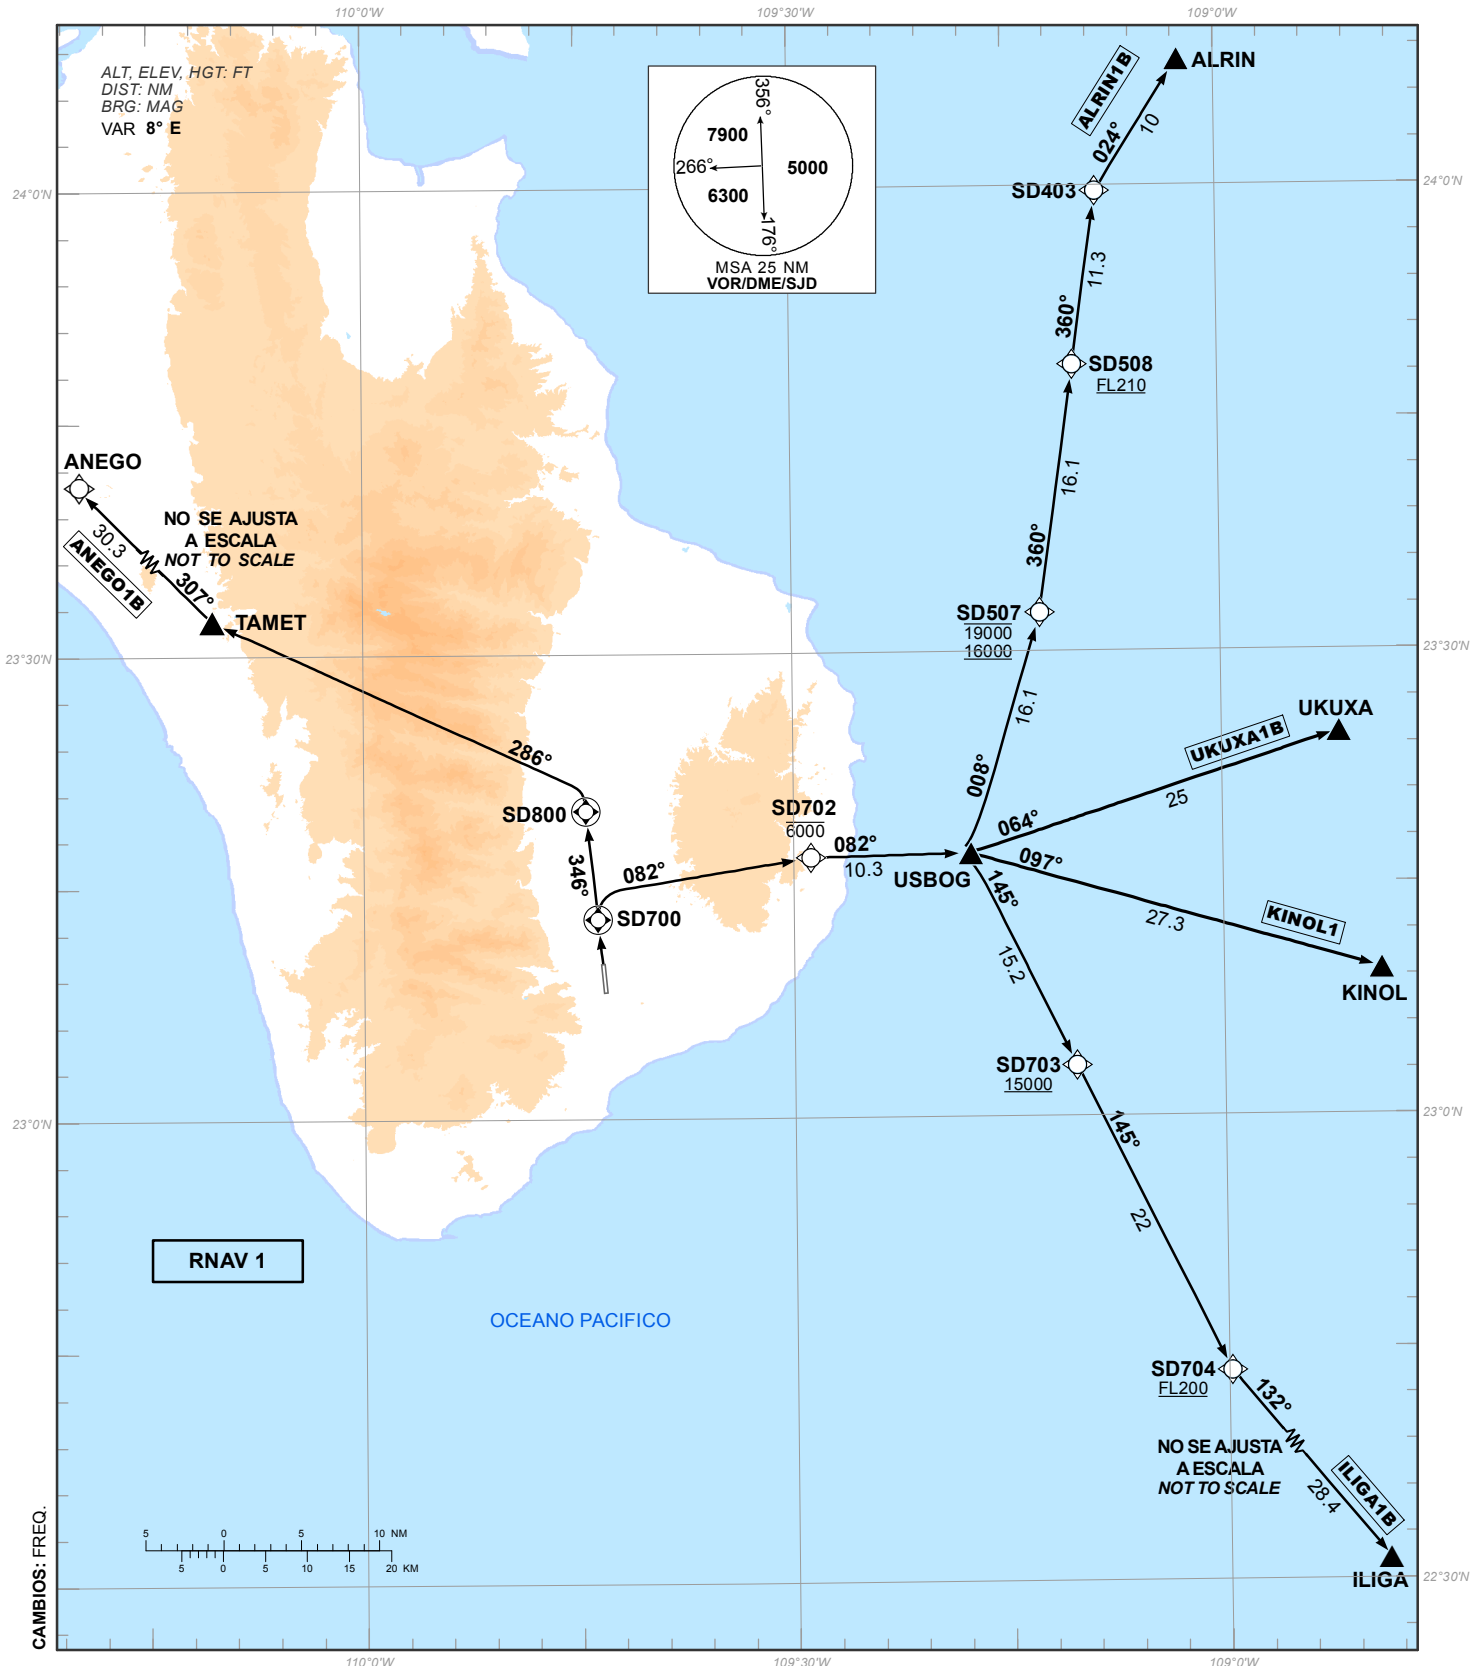 110°0'W
109°30'W
109°0'W
ALT, ELEV, HGT: FT
DIST: NM
BRG: MAG
VAR 8° E
356°
7900
266°
5000
6300
176°
MSA 25 NM
VOR/DME/SJD
ALRIN1B
ALRIN
024°
10
24°0'N
SD403
24°0'N
11.3
360°
SD508
FL210
16.1
360°
ANEGO
30.3
ANEGO1B
NO SE AJUSTA
A ESCALA
NOT TO SCALE
307°
TAMET
SD507
19000
16000
23°30'N
23°30'N
16.1
008°
UKUXA
UKUXA1B
25
064°
286°
SD800
SD702
6000
082°
10.3
USBOG
097°
27.3
KINOL1
KINOL
346°
082°
SD700
145°
15.2
SD703
15000
23°0'N
23°0'N
145°
22
RNAV 1
OCEANO PACIFICO
SD704
FL200
132°
NO SE AJUSTA
A ESCALA
NOT TO SCALE
28.4
ILIGA1B
ILIGA
22°30'N
5 0 5 10 NM
5 0 5 10 15 20 KM
CAMBIOS: FREQ.
110°0'W
109°30'W
109°0'W